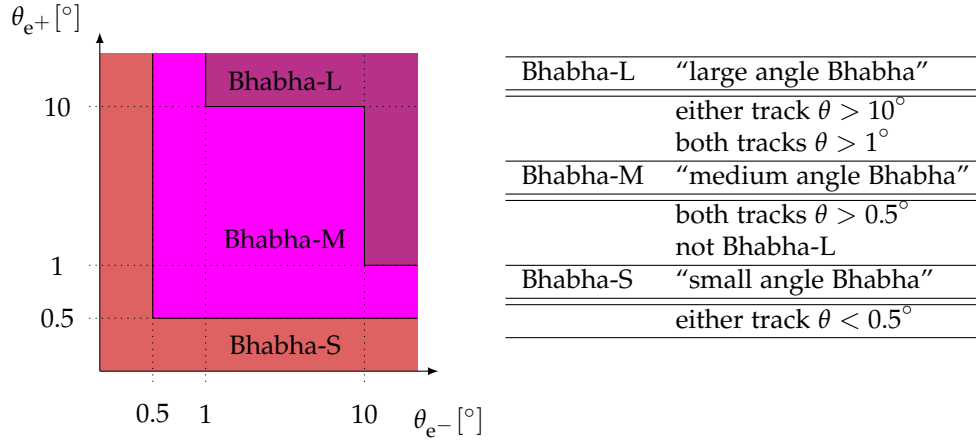 θe+[°]
10
1
0.5
Bhabha-L
Bhabha-M
Bhabha-S
0.5 1 10 θe−[°]
Bhabha-L “large angle Bhabha”
either track θ > 10°
both tracks θ > 1°
Bhabha-M “medium angle Bhabha”
both tracks θ > 0.5°
not Bhabha-L
Bhabha-S “small angle Bhabha”
either track θ < 0.5°